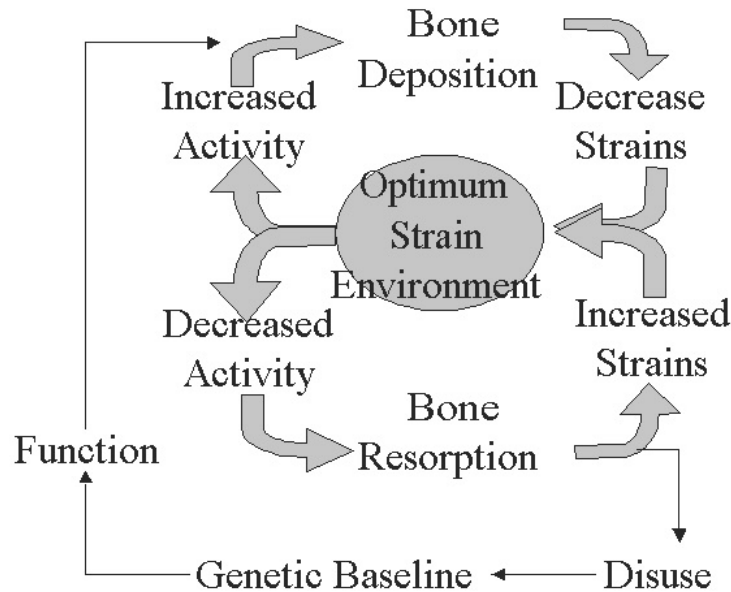 Bone
Deposition
Increased
Activity
Decrease
Strains
Optimum
Strain
Environment
Decreased
Activity
Increased
Strains
Bone
Resorption
Function
Genetic Baseline
Disuse